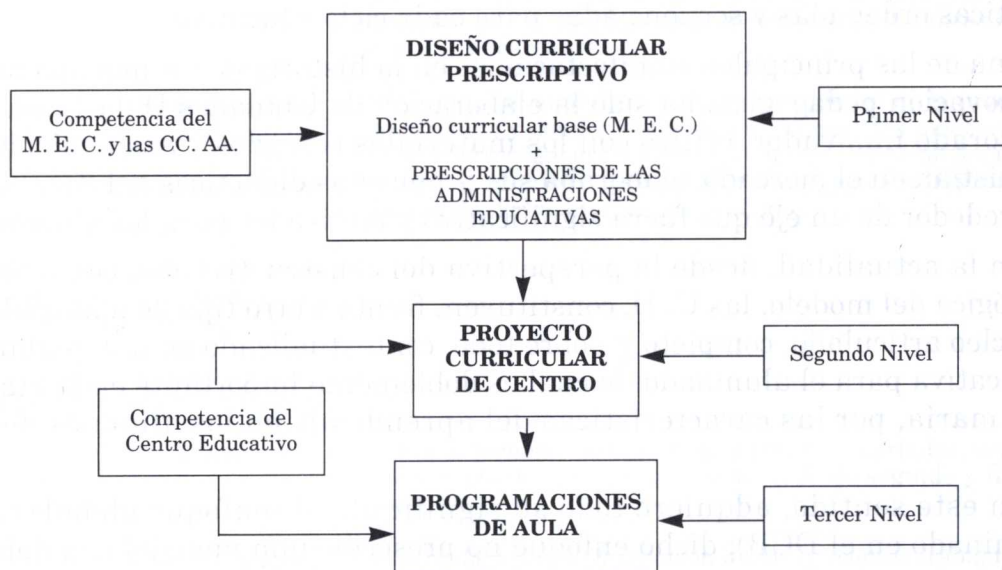 DISEÑO CURRICULAR
PRESCRIPTIVO
Diseño curricular base (M. E. C.)
+
PRESCRIPCIONES DE LAS
ADMINISTRACIONES
EDUCATIVAS
Competencia del
M. E. C. y las CC. AA.
Primer Nivel
PROYECTO
CURRICULAR
DE CENTRO
Segundo Nivel
Competencia del
Centro Educativo
PROGRAMACIONES
DE AULA
Tercer Nivel